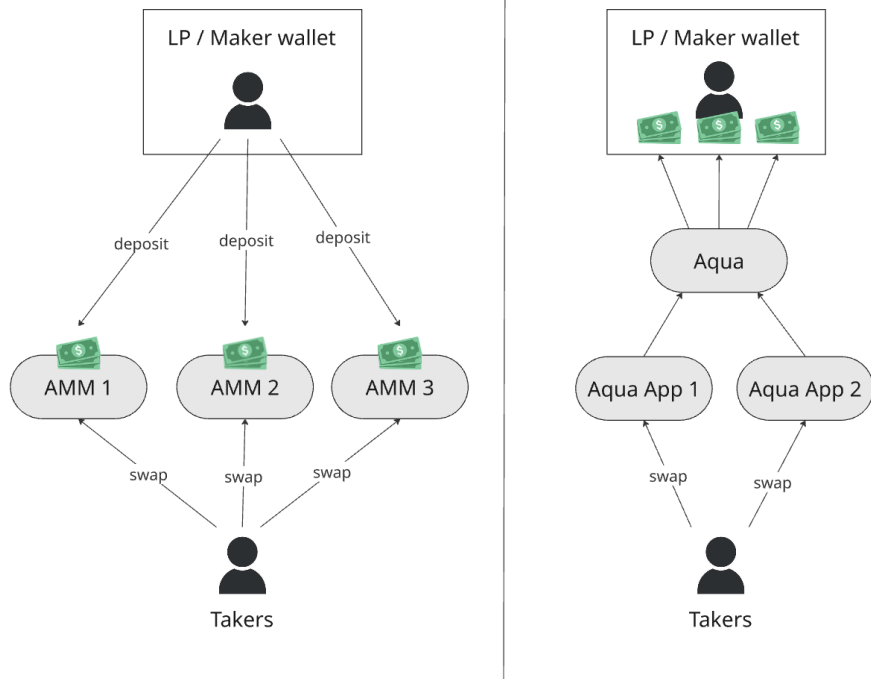 LP / Maker wallet
deposit
deposit
deposit
$
$
$
AMM 1
AMM 2
AMM 3
swap
swap
swap
Takers
LP / Maker wallet
$
$
$
Aqua
Aqua App 1
Aqua App 2
swap
swap
Takers